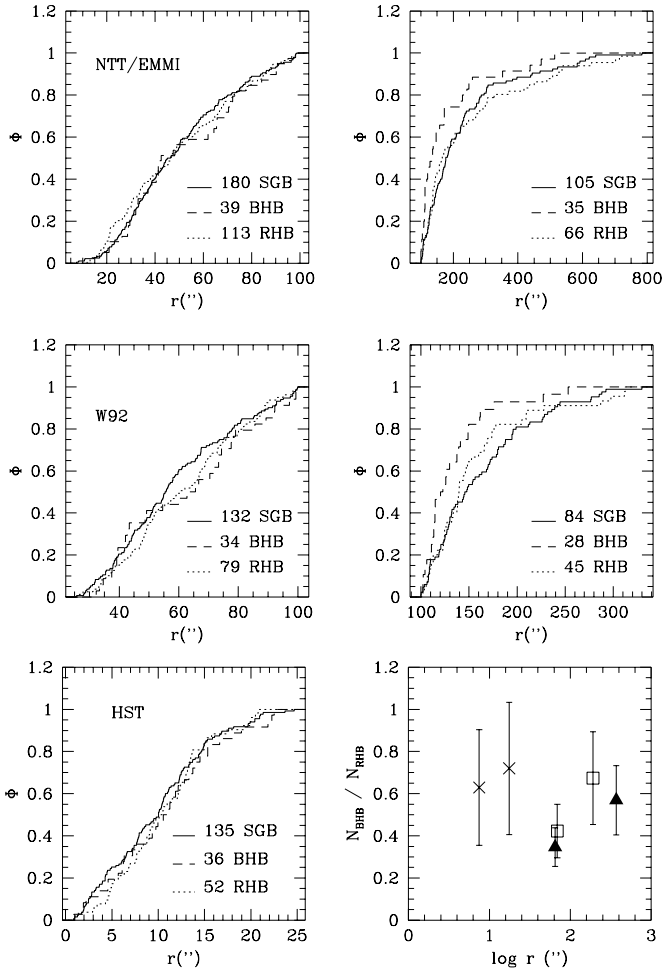 1.2
1
0.8
0.6
0.4
0.2
0
Φ
NTT/EMMI
180 SGB
39 BHB
113 RHB
20 40 60 80 100
r(")
1.2
1
0.8
0.6
0.4
0.2
0
Φ
105 SGB
35 BHB
66 RHB
200 400 600 800
r(")
1.2
1
0.8
0.6
0.4
0.2
0
Φ
W92
132 SGB
34 BHB
79 RHB
40 60 80 100
r(")
1.2
1
0.8
0.6
0.4
0.2
0
Φ
84 SGB
28 BHB
45 RHB
100 150 200 250 300
r(")
1.2
1
0.8
0.6
0.4
0.2
0
Φ
HST
135 SGB
36 BHB
52 RHB
0 5 10 15 20 25
r(")
1.2
1
0.8
0.6
0.4
0.2
0
N_BHB / N_RHB
0 1 2 3
log r (")